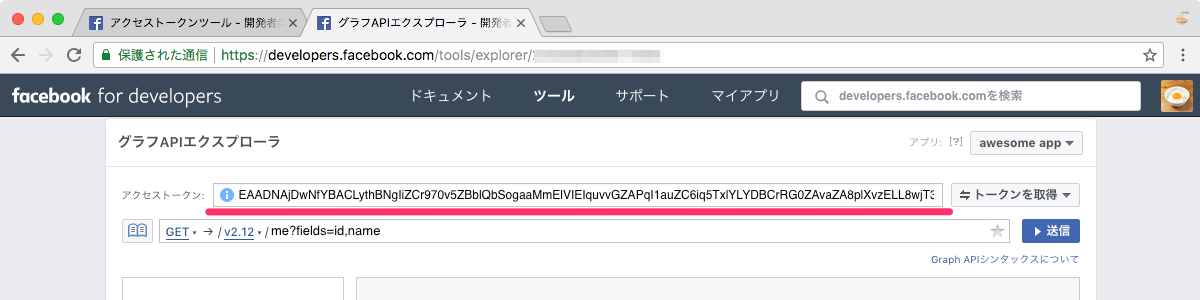 アクセストークンツール - 開発者向
グラフAPIエクスプローラ - 開発者
保護された通信 https://developers.facebook.com/tools/explorer/
facebook for developers ドキュメント ツール サポート マイアプリ developers.facebook.comを検索
グラフAPIエクスプローラ アプリ: [?] awesome app
アクセストークン: トークンを取得
GET → / v2.12 / me?fields=id,name 送信
Graph APIシンタックスについて